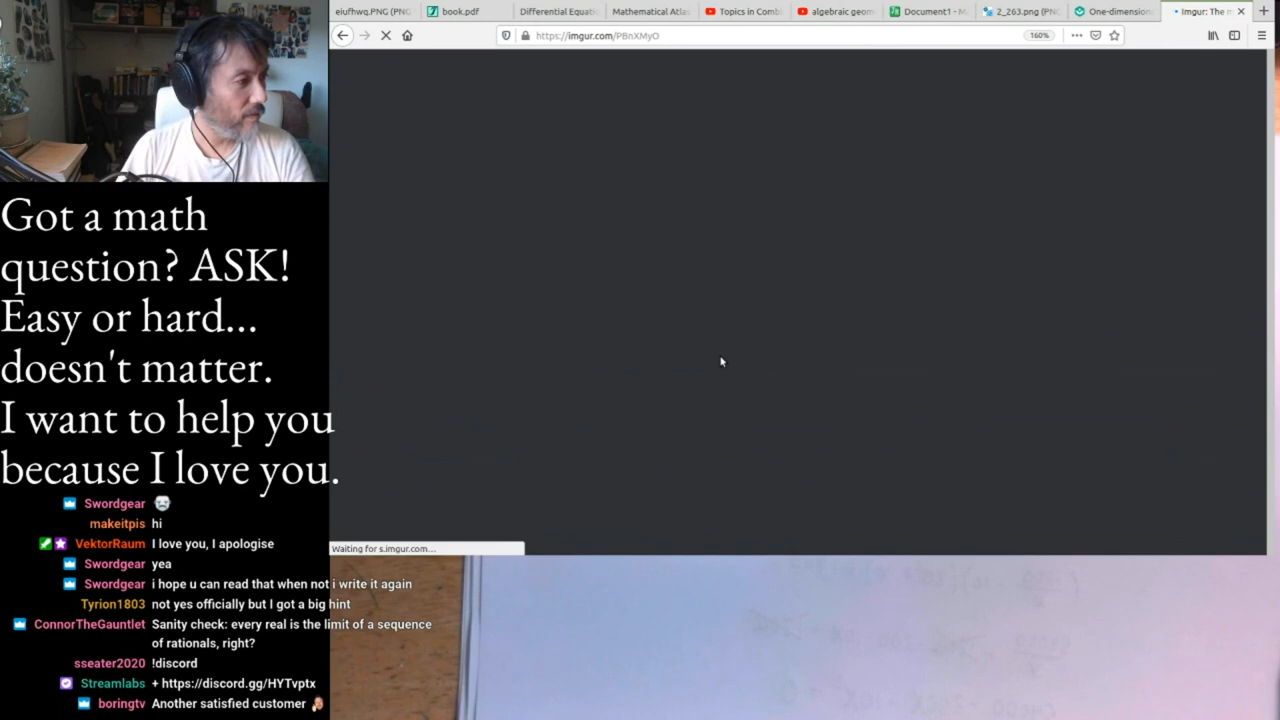 eiufhwq.PNG (PNG
book.pdf
Differential Equatio
Mathematical Atlas
Topics in Combi
algebraic geom
Document1 - M
2_263.png (PN
One-dimension
Imgur: The m
https://imgur.com/PBnXMyO
160%
Got a math
question? ASK!
Easy or hard...
doesn't matter.
I want to help you
because I love you.
Swordgear
makeitpis hi
VektorRaum I love you, I apologise
Swordgear yea
Swordgear i hope u can read that when not i write it again
Tyrion1803 not yes officially but I got a big hint
ConnorTheGauntlet Sanity check: every real is the limit of a sequence
of rationals, right?
sseater2020 !discord
Streamlabs + https://discord.gg/HYTvptx
boringtv Another satisfied customer
Waiting for s.imgur.com...